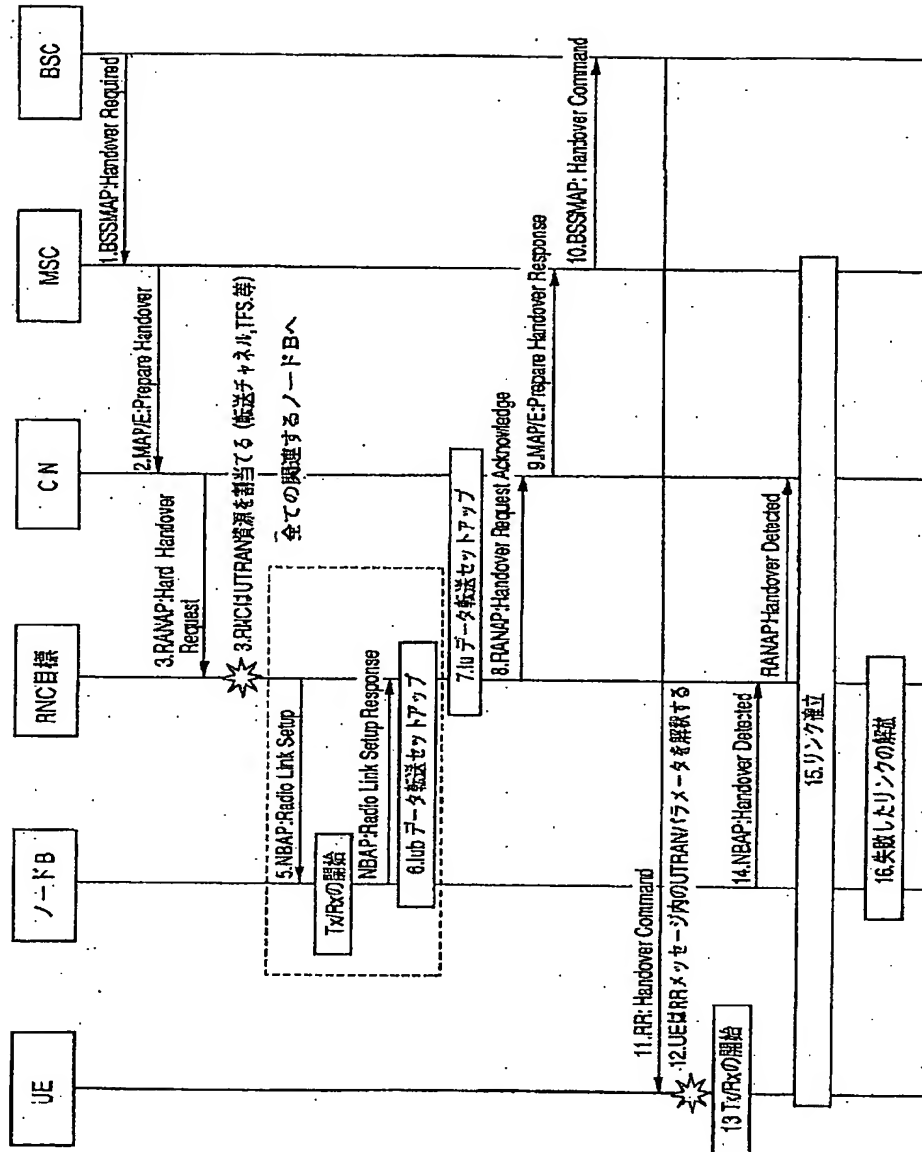 UE
ノードB
RNC目標
C N
MSC
BSC
1.BSSMAP:Handover Required
2.MAP/E:Prepare Handover
3.RANAP:Hard Handover
Request
3.RWCはUTRAN資源を割当てる (転送チャネル,TFS.等)
全ての関連するノードBへ
5.NBAP:Radio Link Setup
Tx/Rxの開始
NBAP:Radio Link Setup Response
6.Iub データ転送セットアップ
7.Iu データ転送セットアップ
8.RANAP:Handover Request Acknowledge
9.MAP/E:Prepare Handover Response
10.BSSMAP: Handover Command
11.RR: Handover Command
12.UEはRRメッセージ内のUTRANパラメータを解釈する
13 Tx/Rxの開始
14.NBAP:Handover Detected
RANAP:Handover Detected
15.リンク確立
16.失敗したリンクの解放